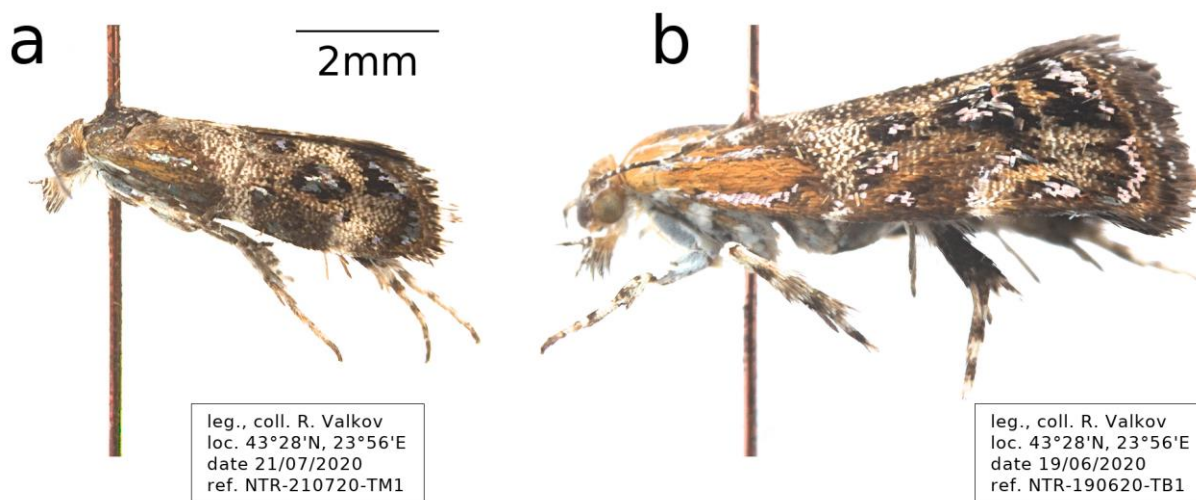 a
2mm
b
leg., coll. R. Valkov
loc. 43°28'N, 23°56'E
date 21/07/2020
ref. NTR-210720-TM1
leg., coll. R. Valkov
loc. 43°28'N, 23°56'E
date 19/06/2020
ref. NTR-190620-TB1